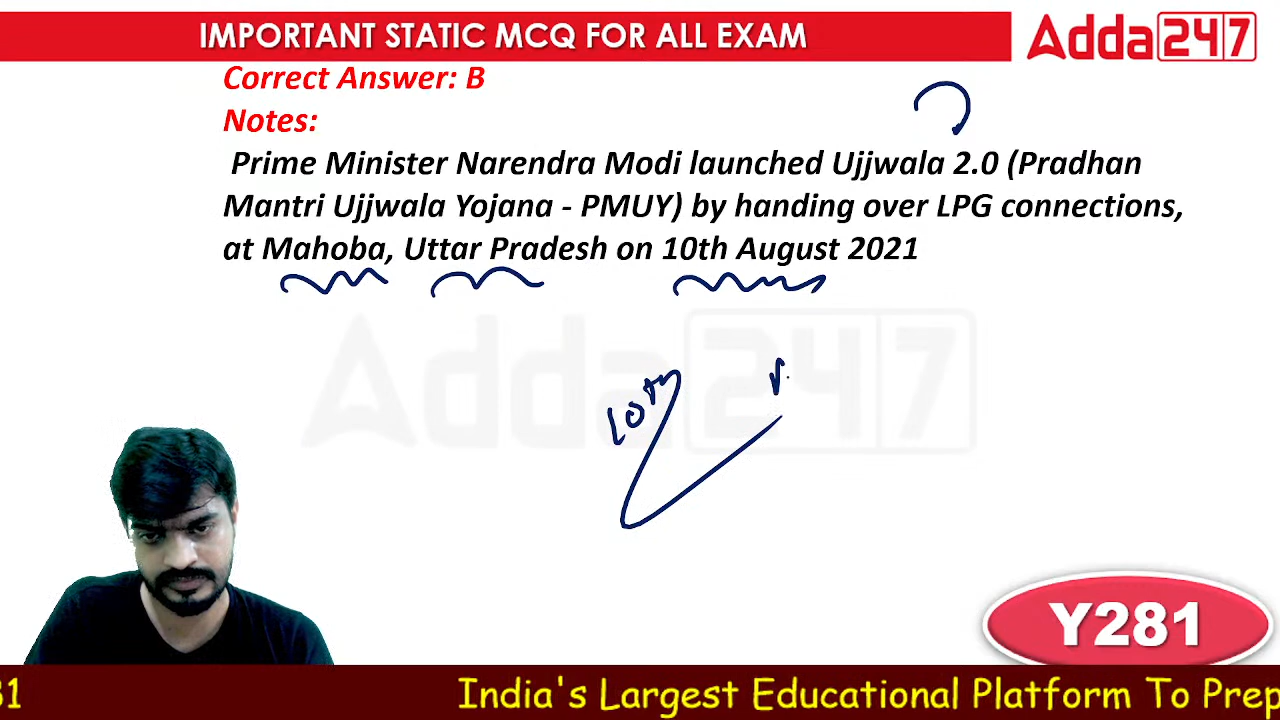 IMPORTANT STATIC MCQ FOR ALL EXAM
Adda247
Correct Answer: B
Notes:
Prime Minister Narendra Modi launched Ujjwala 2.0 (Pradhan
Mantri Ujjwala Yojana - PMUY) by handing over LPG connections,
at Mahoba, Uttar Pradesh on 10th August 2021
Adda247
10th
Y281
31 India's Largest Educational Platform To Prep